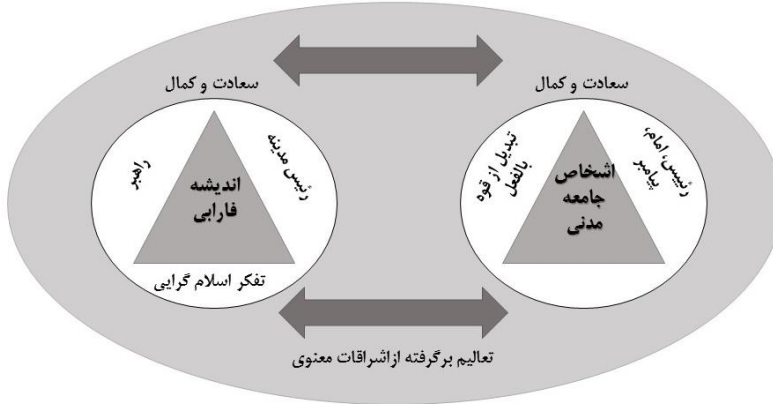 سعادت و کمال
سعادت و کمال
تبدیل از قوه
بالفعل
رئییس، امام،
پیامبر
اشخاص
جامعه
مدنی
راهبر
رئیس مدینه
اندیشه
فارابی
تفکر اسلام گرایی
تعالیم برگرفته ازاشراقات معنوی